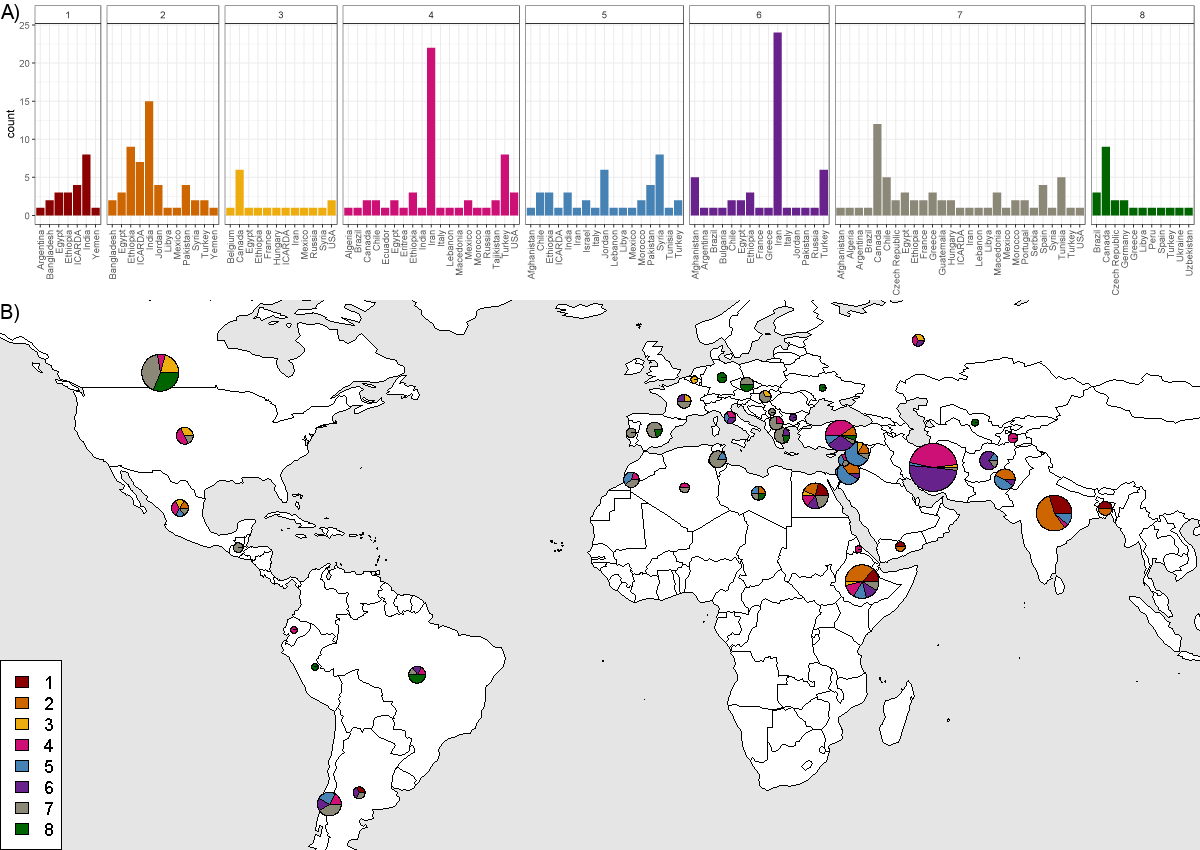 A)
1
2
3
4
5
6
7
8
25
20
15
10
5
0
count
Argentina
Bangladesh
Egypt
Ethiopia
ICARDA
India
Yemen
Bangladesh
Egypt
Ethiopia
ICARDA
India
Jordan
Libya
Mexico
Pakistan
Syria
Turkey
Yemen
Belgium
Canada
Egypt
Ethiopia
France
Hungary
ICARDA
Iran
Mexico
Russia
Syria
USA
Algeria
Brazil
Canada
Chile
Ecuador
Egypt
Eritrea
Ethiopia
India
Iran
Italy
Lebanon
Macedonia
Mexico
Morocco
Russia
Tajikistan
Turkey
USA
Afghanistan
Chile
Ethiopia
ICARDA
India
Iran
Israel
Italy
Jordan
Lebanon
Libya
Mexico
Morocco
Pakistan
Syria
Tunisia
Turkey
Afghanistan
Argentina
Brazil
Bulgaria
Chile
Egypt
Ethiopia
France
Greece
Iran
Italy
Jordan
Pakistan
Russia
Turkey
Afghanistan
Algeria
Argentina
Brazil
Canada
Chile
Czech Republic
Egypt
Ethiopia
France
Greece
Guatemala
Hungary
ICARDA
Iran
Lebanon
Libya
Macedonia
Mexico
Morocco
Portugal
Serbia
Spain
Syria
Tunisia
Turkey
USA
Brazil
Canada
Czech Republic
Germany
Greece
Libya
Peru
Spain
Turkey
Ukraine
Uzbekistan
B)
1
2
3
4
5
6
7
8